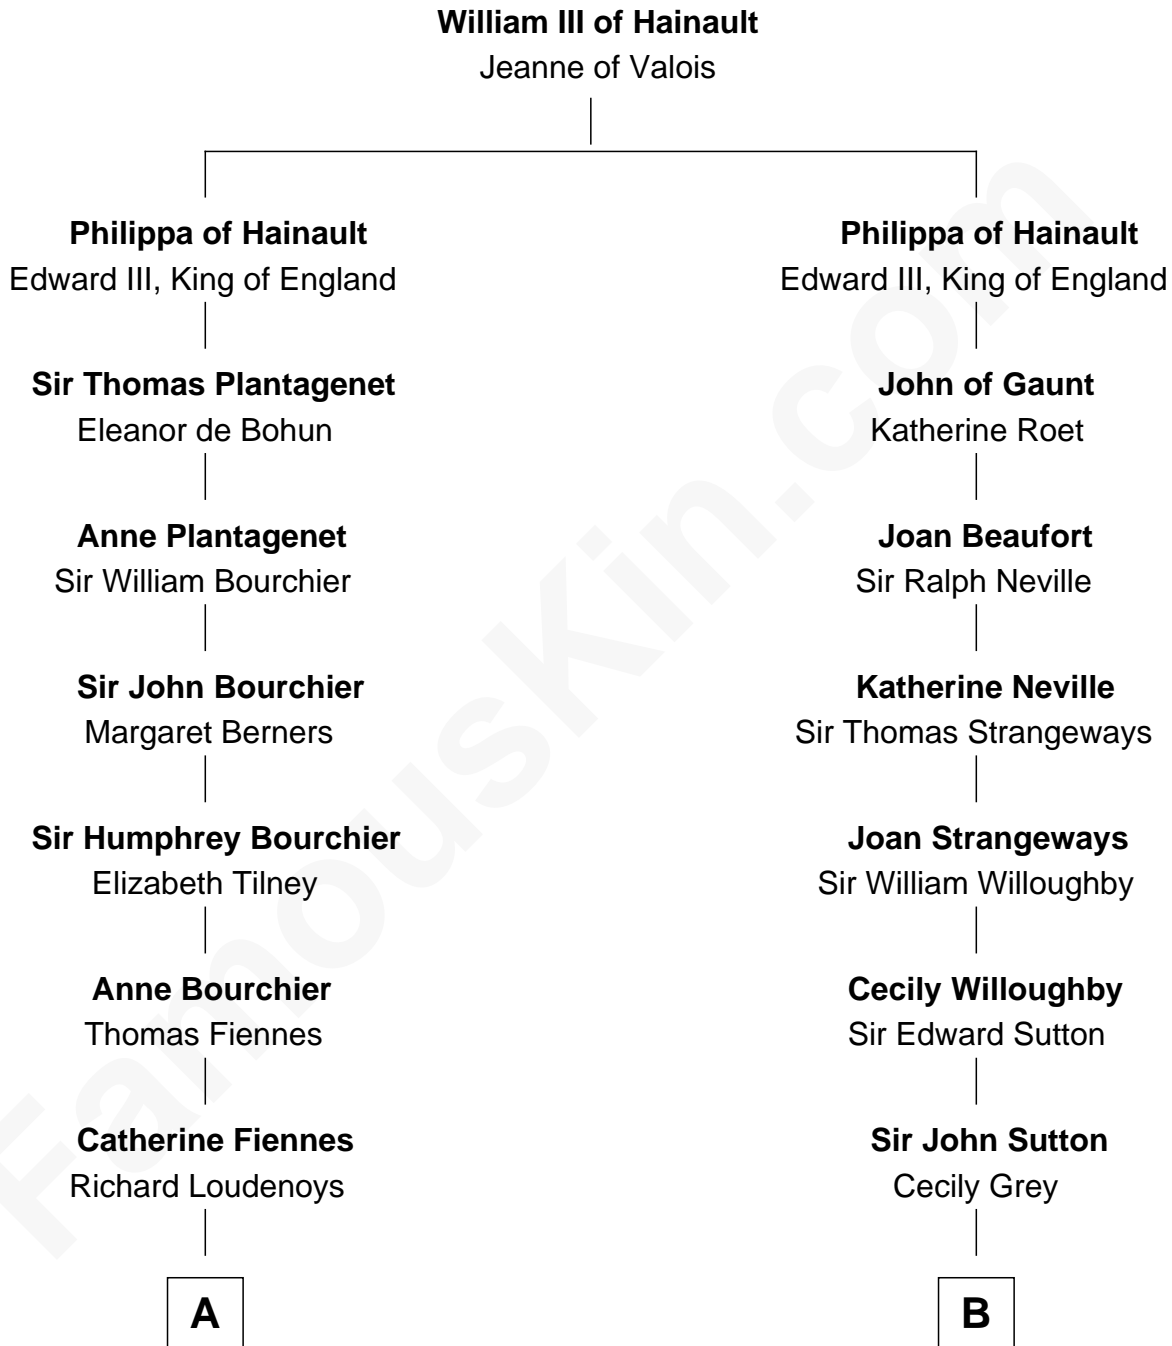 William III of Hainault
Jeanne of Valois
Philippa of Hainault
Edward III, King of England
Sir Thomas Plantagenet
Eleanor de Bohun
Anne Plantagenet
Sir William Bourchier
Sir John Bourchier
Margaret Berners
Sir Humphrey Bourchier
Elizabeth Tilney
Anne Bourchier
Thomas Fiennes
Catherine Fiennes
Richard Loudenoys
A
Philippa of Hainault
Edward III, King of England
John of Gaunt
Katherine Roet
Joan Beaufort
Sir Ralph Neville
Katherine Neville
Sir Thomas Strangeways
Joan Strangeways
Sir William Willoughby
Cecily Willoughby
Sir Edward Sutton
Sir John Sutton
Cecily Grey
B
FamousKin.com